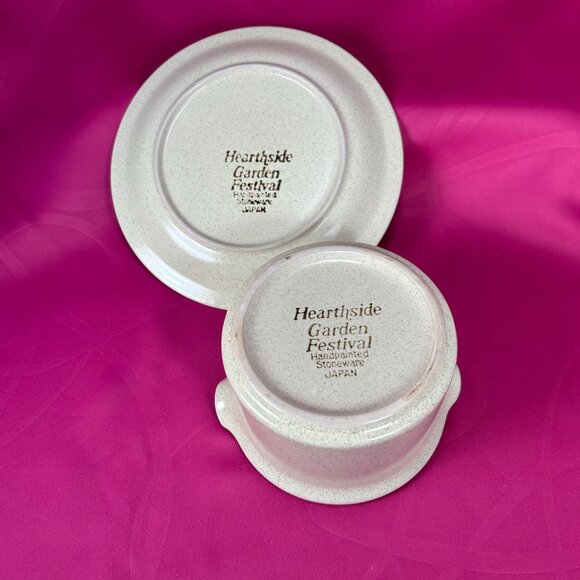 Hearthside
Garden
Festival
Handpainted
Stoneware
JAPAN
Hearthside
Garden
Festival
Handpainted
Stoneware
JAPAN